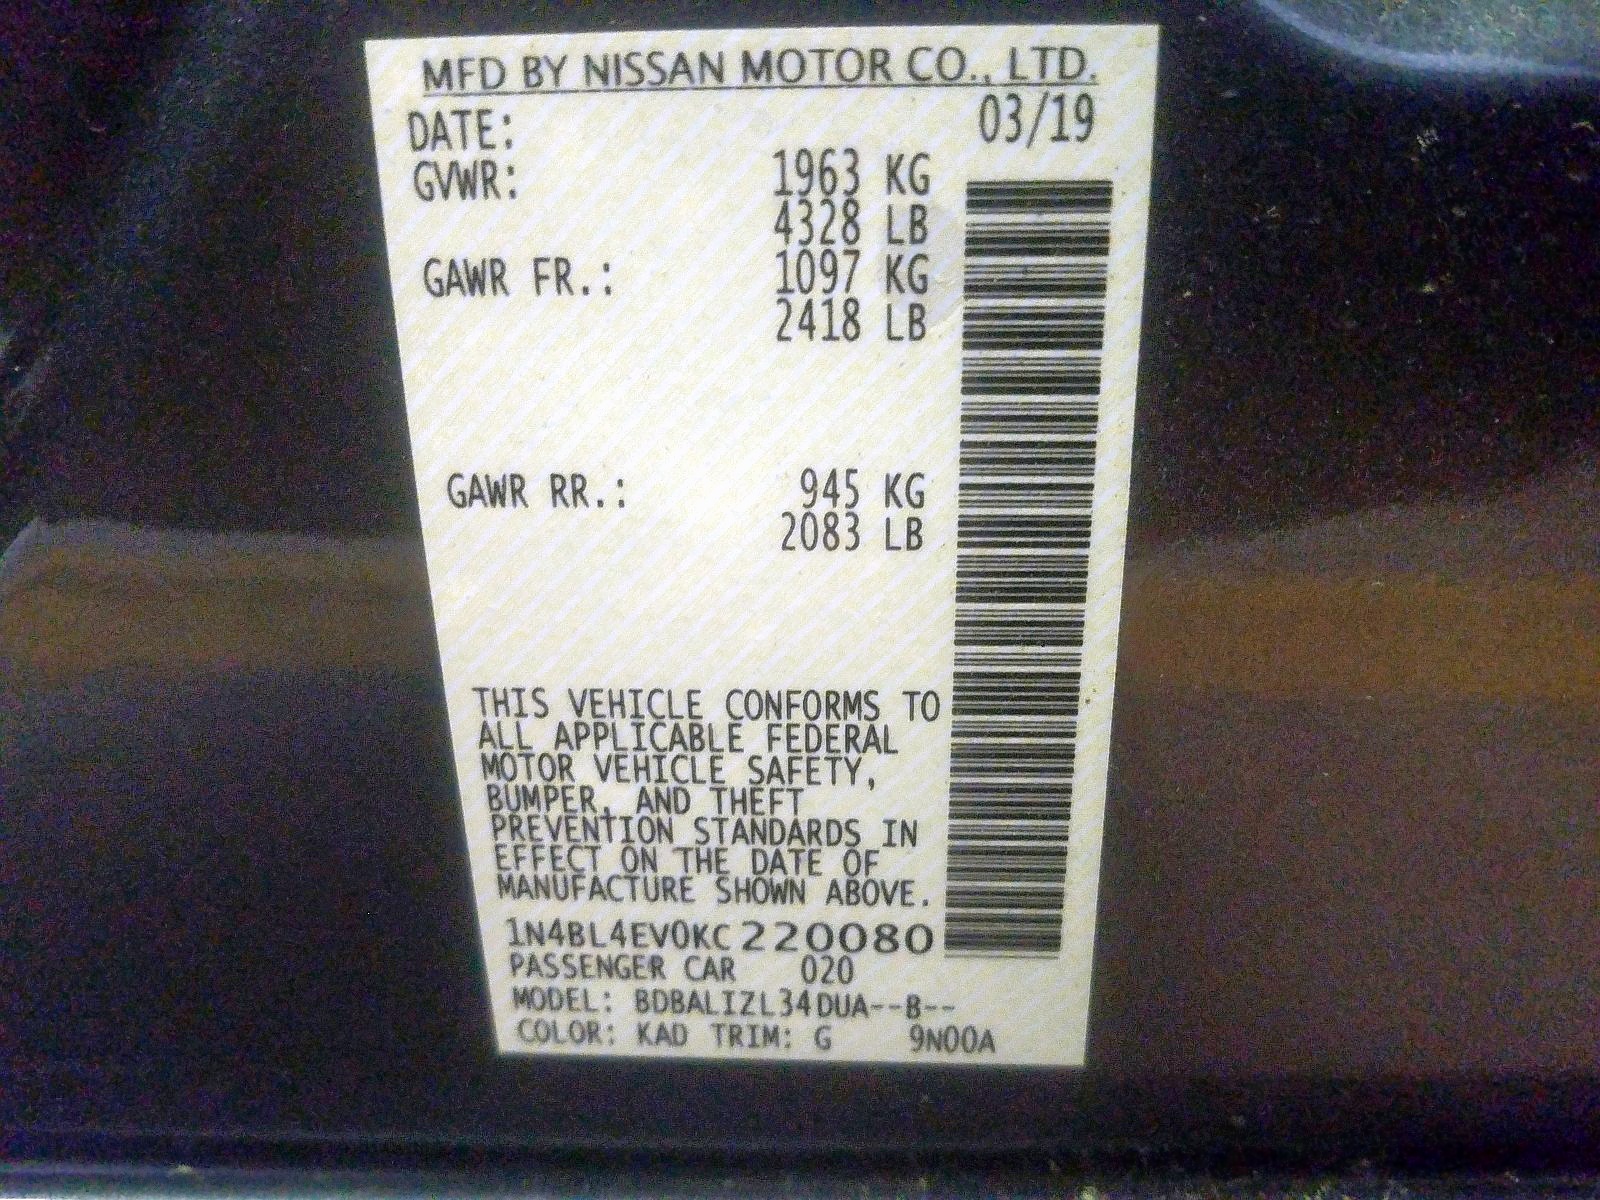 MFD BY NISSAN MOTOR CO., LTD.
DATE: 03/19
GVWR: 1963 KG
4328 LB
GAWR FR.: 1097 KG
2418 LB
GAWR RR.: 945 KG
2083 LB
THIS VEHICLE CONFORMS TO
ALL APPLICABLE FEDERAL
MOTOR VEHICLE SAFETY,
BUMPER, AND THEFT
PREVENTION STANDARDS IN
EFFECT ON THE DATE OF
MANUFACTURE SHOWN ABOVE.
1N4BL4EV0KC220080
PASSENGER CAR 020
MODEL: BDBALIZL34DUA--B--
COLOR: KAD TRIM: G 9N00A